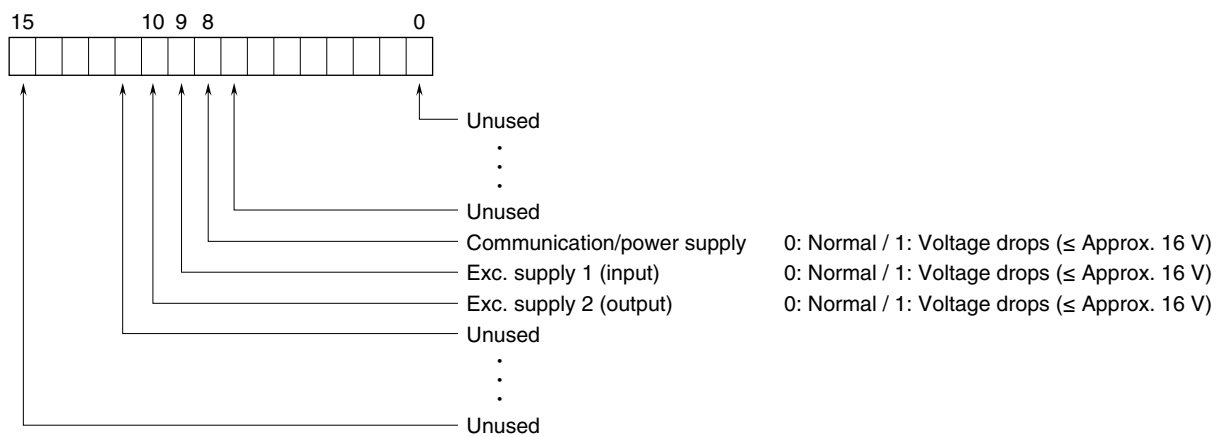 15 10 9 8 0
Unused
.
.
.
Unused
Communication/power supply 0: Normal / 1: Voltage drops (≤ Approx. 16 V)
Exc. supply 1 (input) 0: Normal / 1: Voltage drops (≤ Approx. 16 V)
Exc. supply 2 (output) 0: Normal / 1: Voltage drops (≤ Approx. 16 V)
Unused
.
.
.
Unused